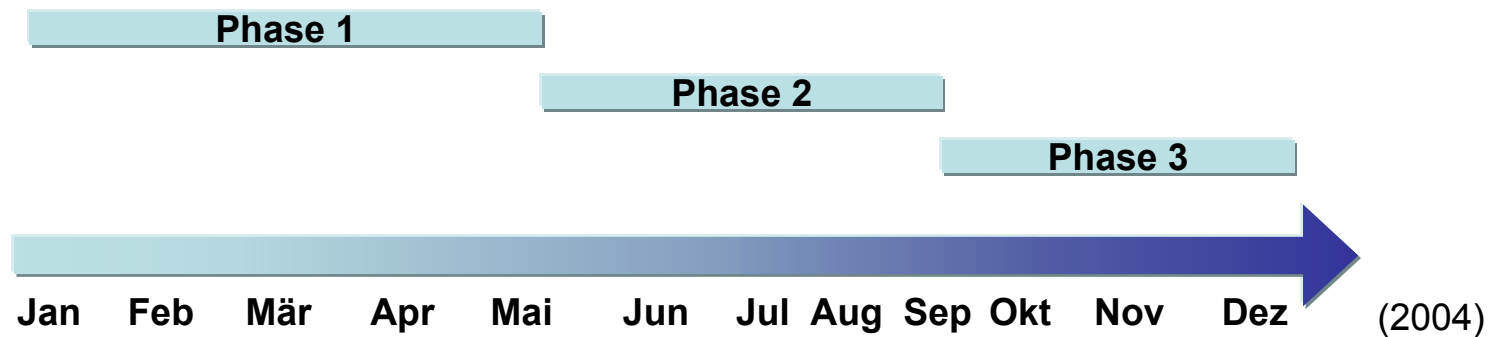 Phase 1
Phase 2
Phase 3
Jan Feb Mär Apr Mai Jun Jul Aug Sep Okt Nov Dez (2004)